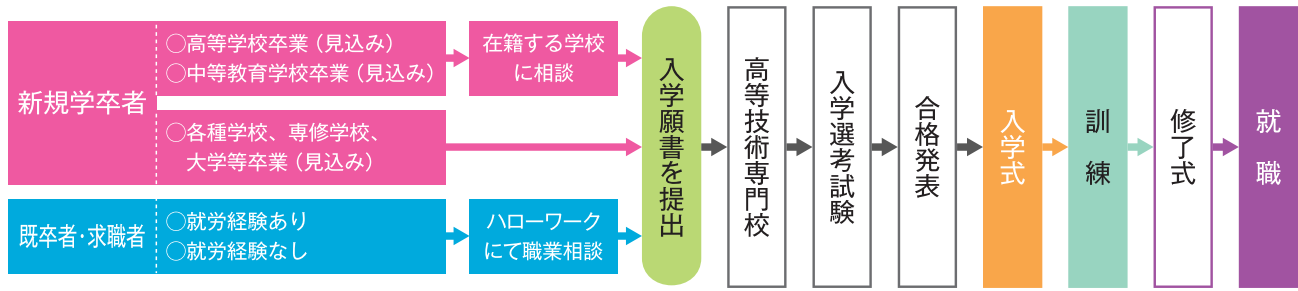 新規学卒者
◯高等学校卒業（見込み）
◯中等教育学校卒業（見込み）
在籍する学校
に相談
◯各種学校、専修学校、
大学等卒業（見込み）
既卒者・求職者
◯就労経験あり
◯就労経験なし
ハローワーク
にて職業相談
入学願書を提出
高等技術専門校
入学選考試験
合格発表
入学式
訓練
修了式
就職